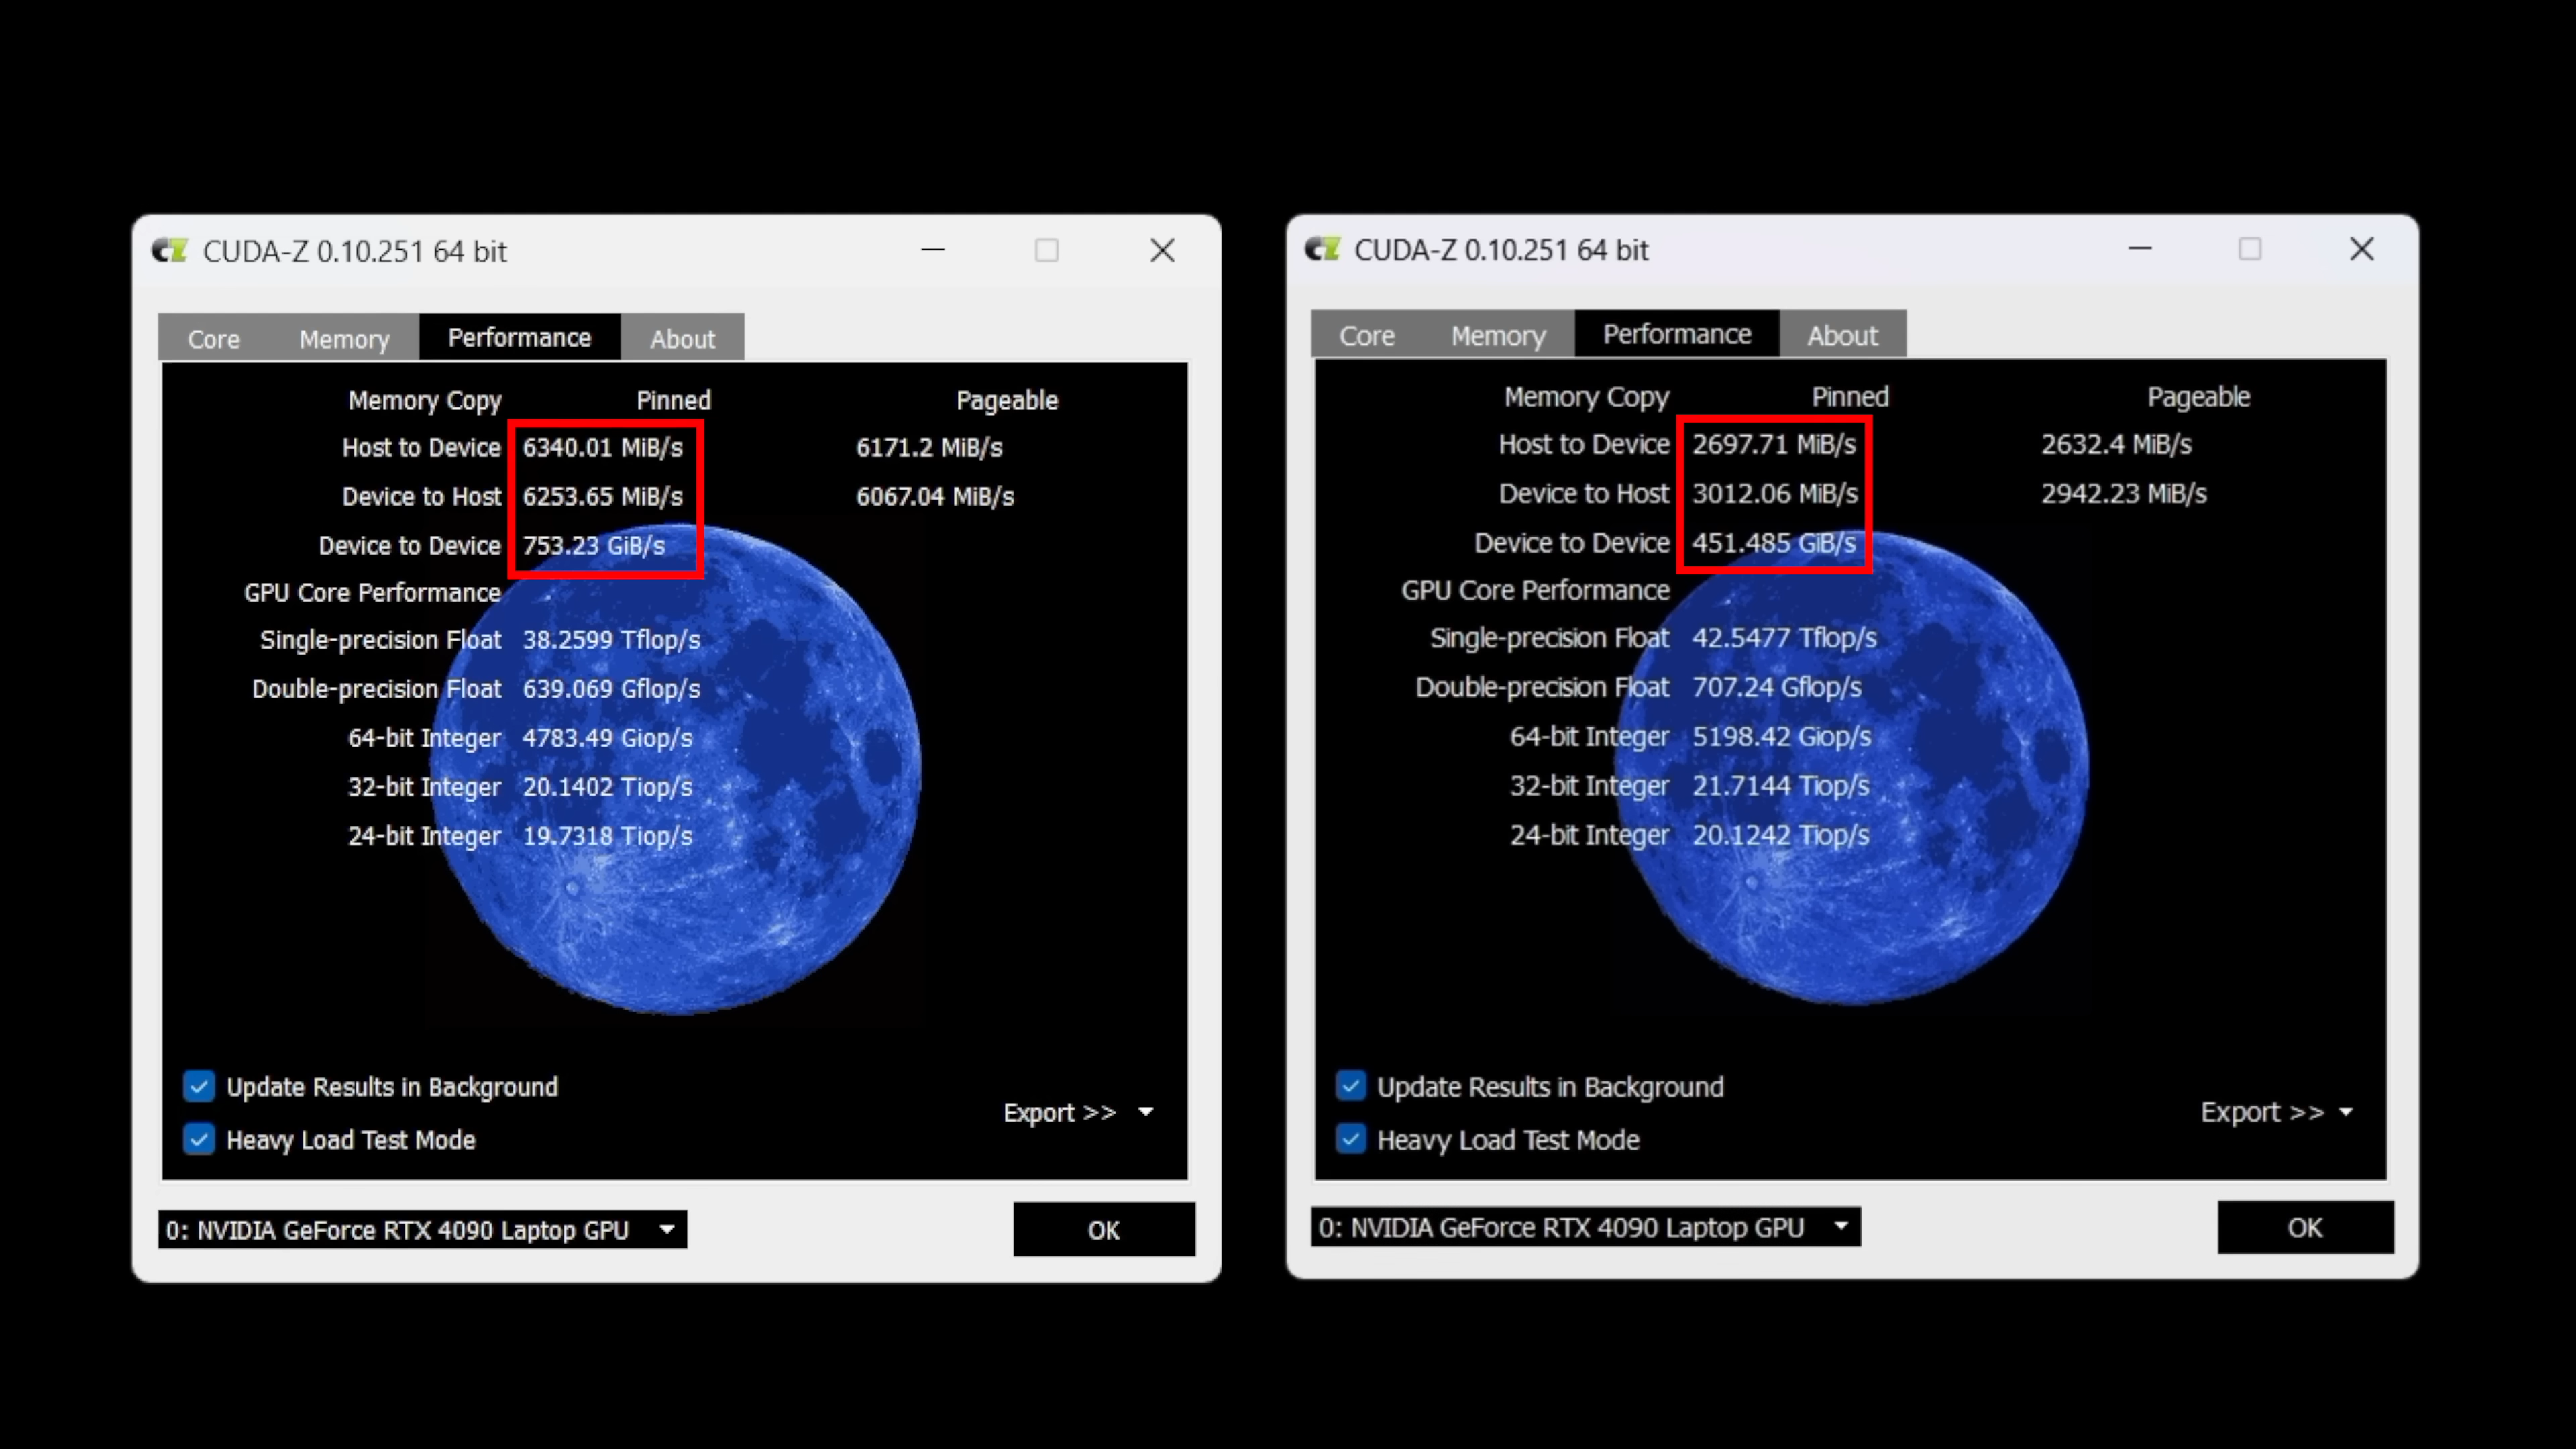 CUDA-Z 0.10.251 64 bit
Core Memory Performance About
Memory Copy Pinned Pageable
Host to Device 6340.01 MiB/s 6171.2 MiB/s
Device to Host 6253.65 MiB/s 6067.04 MiB/s
Device to Device 753.23 GiB/s
GPU Core Performance
Single-precision Float 38.2599 Tflop/s
Double-precision Float 639.069 Gflop/s
64-bit Integer 4783.49 Giop/s
32-bit Integer 20.1402 Tiop/s
24-bit Integer 19.7318 Tiop/s
Update Results in Background
Export >>
Heavy Load Test Mode
0: NVIDIA GeForce RTX 4090 Laptop GPU OK
CUDA-Z 0.10.251 64 bit
Core Memory Performance About
Memory Copy Pinned Pageable
Host to Device 2697.71 MiB/s 2632.4 MiB/s
Device to Host 3012.06 MiB/s 2942.23 MiB/s
Device to Device 451.485 GiB/s
GPU Core Performance
Single-precision Float 42.5477 Tflop/s
Double-precision Float 707.24 Gflop/s
64-bit Integer 5198.42 Giop/s
32-bit Integer 21.7144 Tiop/s
24-bit Integer 20.1242 Tiop/s
Update Results in Background
Export >>
Heavy Load Test Mode
0: NVIDIA GeForce RTX 4090 Laptop GPU OK